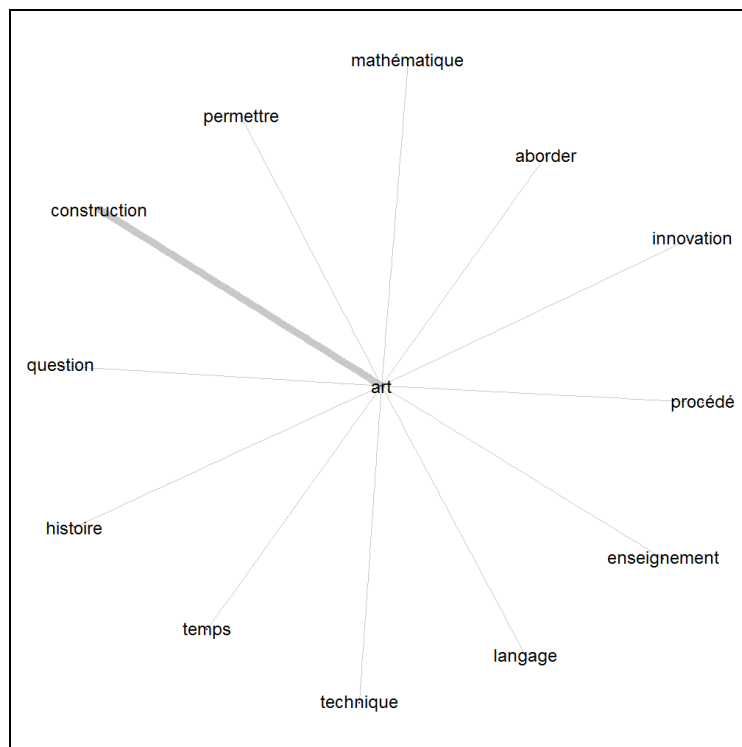 mathématique
permettre
aborder
construction
innovation
question
art
procédé
histoire
enseignement
temps
langage
technique